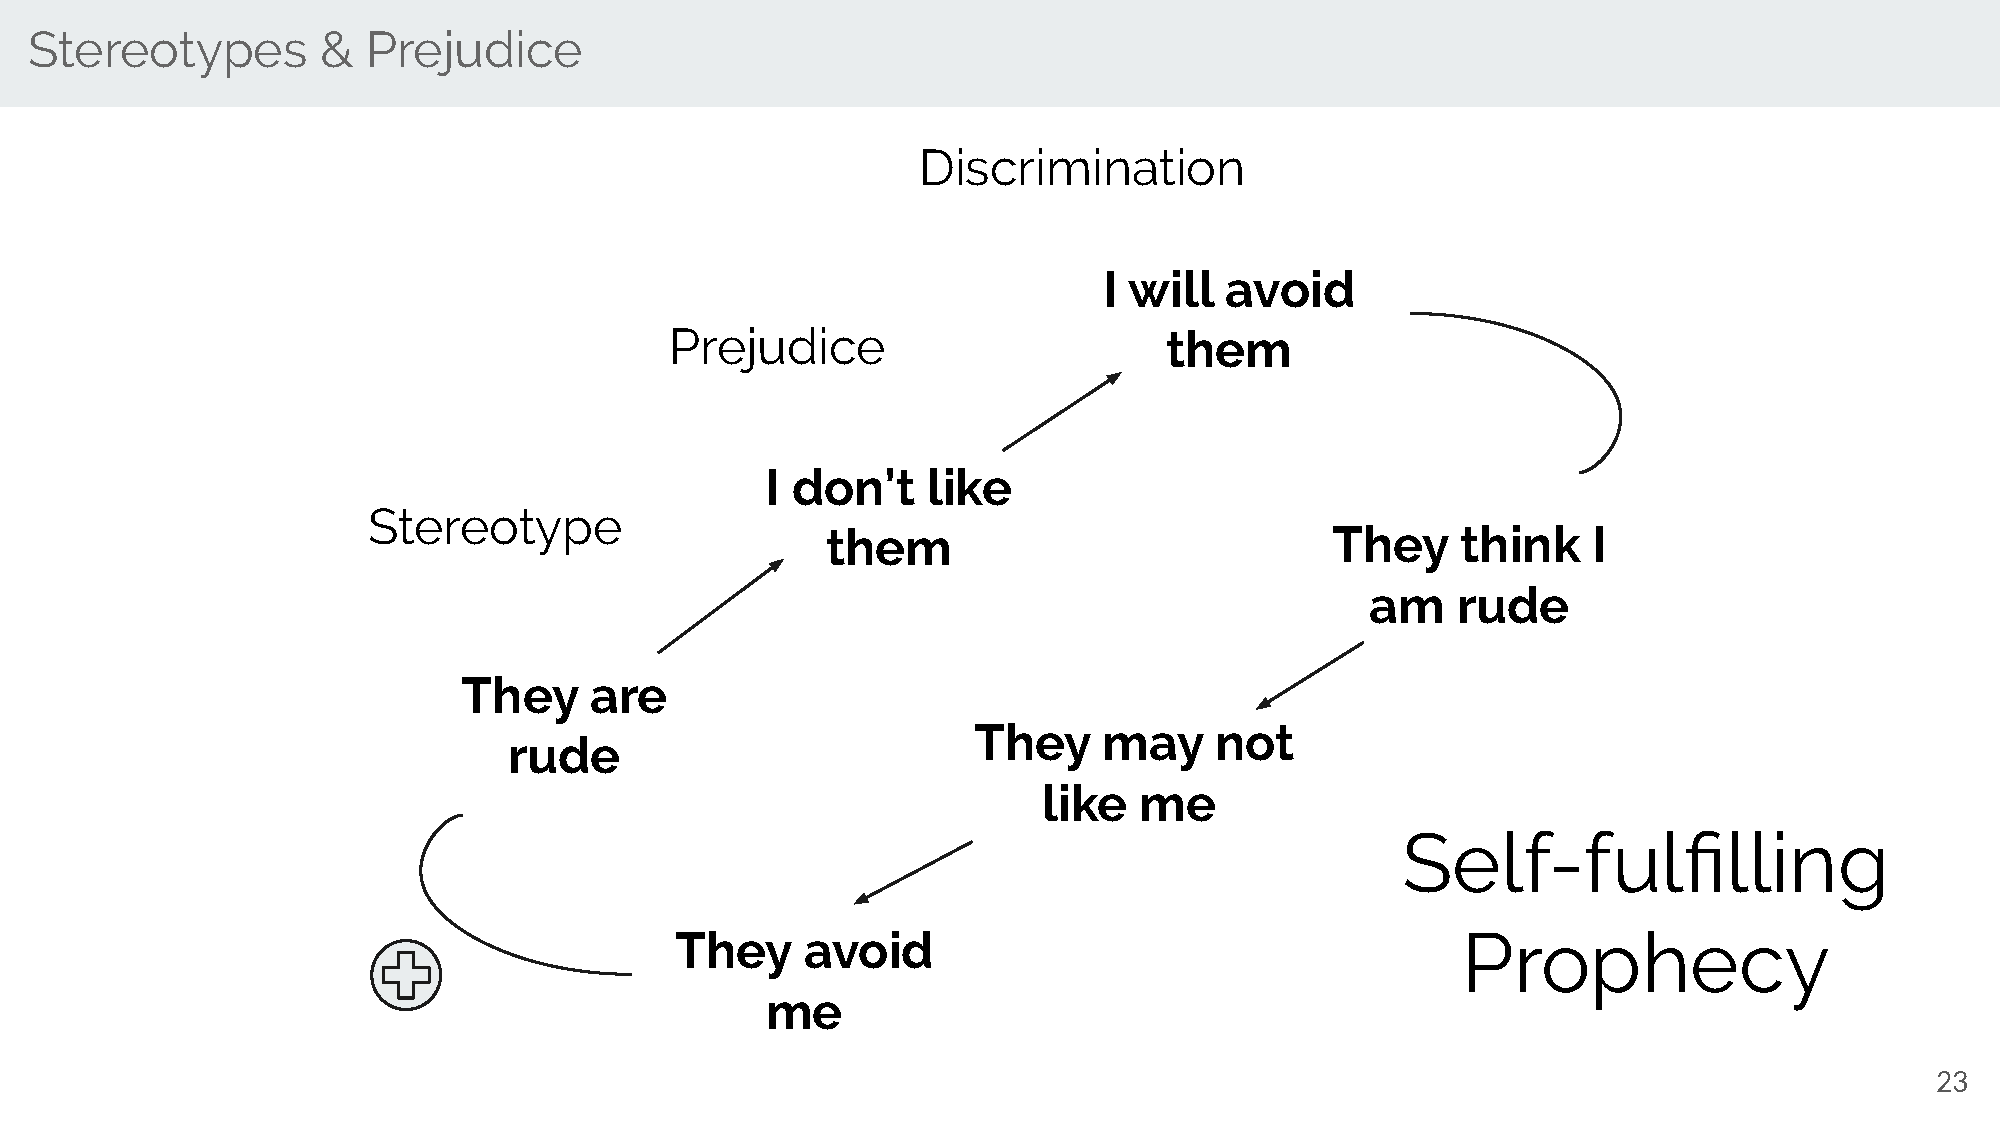 Stereotypes & Prejudice
Discrimination
I will avoid
them
Prejudice
I don’t like
them
Stereotype
They think I
am rude
They are
rude
They may not
like me
Self-fulfilling
Prophecy
They avoid
me
23